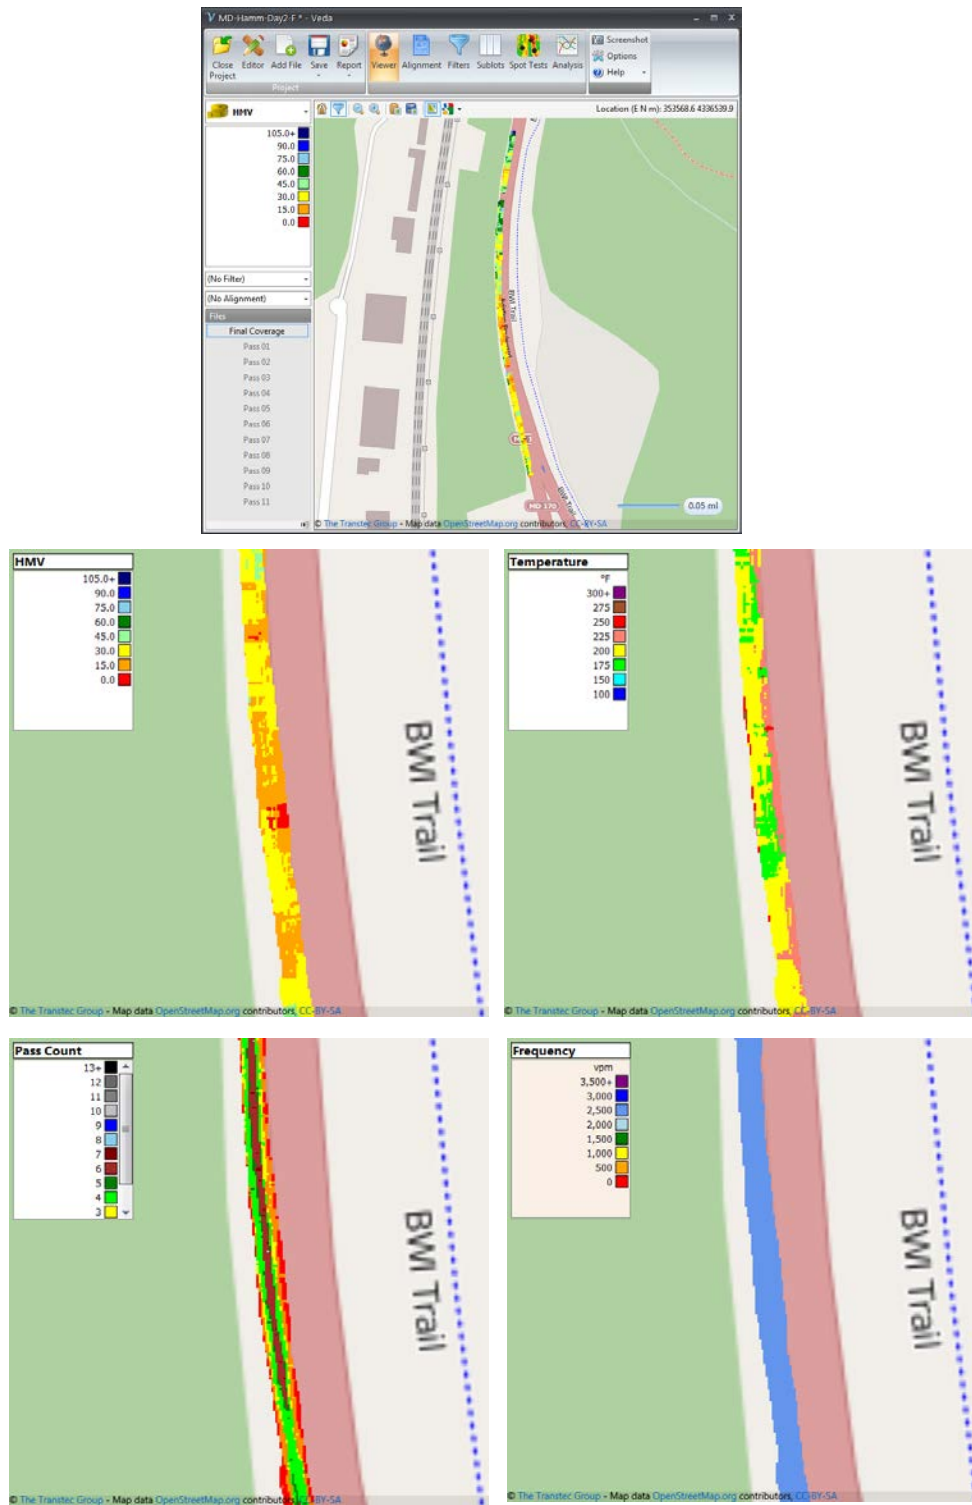 MD-Hamm-Day2-F * - Veda
Close Project
Editor
Add File
Save
Report
Viewer
Alignment
Filters
Sublots
Spot Tests
Analysis
Screenshot
Options
Help
Project
HMV
Location (E N m): 353568.6 4336539.9
105.0+
90.0
75.0
60.0
45.0
30.0
15.0
0.0
(No Filter)
(No Alignment)
Files
Final Coverage
Pass 01
Pass 02
Pass 03
Pass 04
Pass 05
Pass 06
Pass 07
Pass 08
Pass 09
Pass 10
Pass 11
BWI Trail
BWI Trail
MD 170
0.05 mi
© The Transtec Group - Map data OpenStreetMap.org contributors, CC-BY-SA
HMV
105.0+
90.0
75.0
60.0
45.0
30.0
15.0
0.0
BWI Trail
© The Transtec Group - Map data OpenStreetMap.org contributors, CC-BY-SA
Temperature
°F
300+
275
250
225
200
175
150
100
BWI Trail
© The Transtec Group - Map data OpenStreetMap.org contributors, CC-BY-SA
Pass Count
13+
12
11
10
9
8
7
6
5
4
3
BWI Trail
© The Transtec Group - Map data OpenStreetMap.org contributors, CC-BY-SA
Frequency
vpm
3,500+
3,000
2,500
2,000
1,500
1,000
500
0
BWI Trail
© The Transtec Group - Map data OpenStreetMap.org contributors, CC-BY-SA